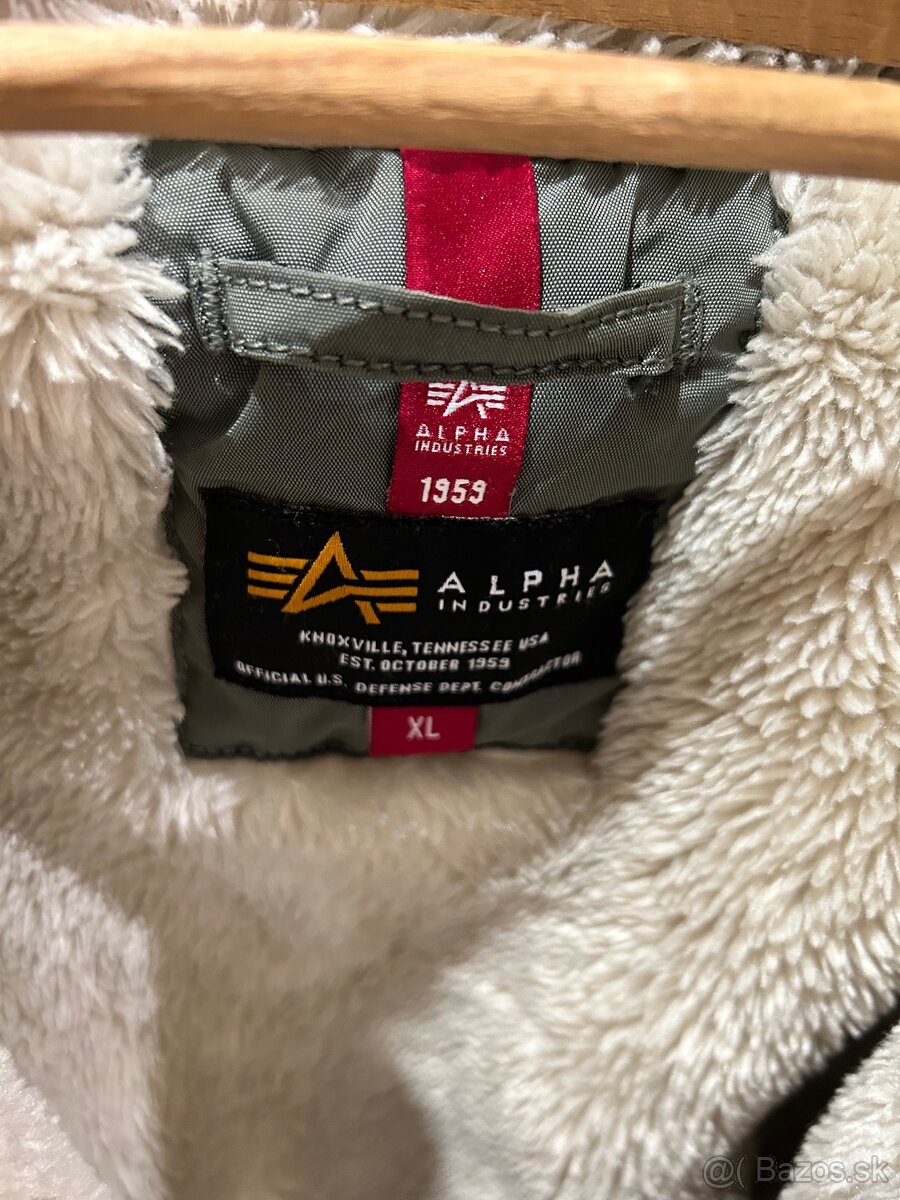 ALPHA
INDUSTRIES
1959
ALPHA
INDUSTRIES
KNOXVILLE, TENNESSEE USA
EST. OCTOBER 1959
OFFICIAL U.S. DEFENSE DEPT. CONTRACTOR
XL
@( Bazos.sk